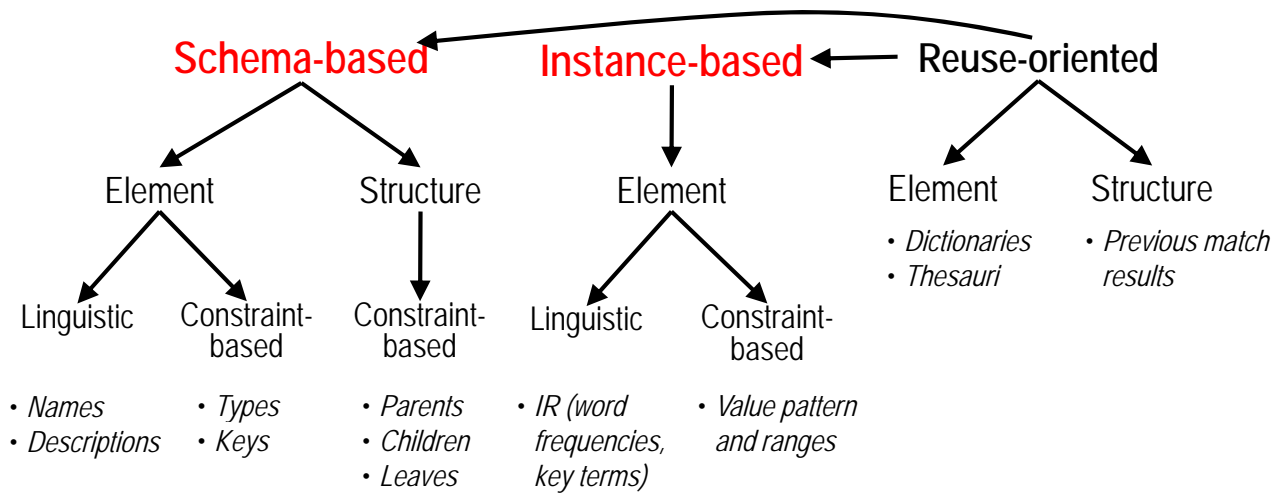 Schema-based
Instance-based
Reuse-oriented
Element
Structure
Element
Element
Structure
• Dictionaries
• Thesauri
• Previous match
results
Linguistic
Constraint-
based
Constraint-
based
Linguistic
Constraint-
based
• Names
• Descriptions
• Types
• Keys
• Parents
• Children
• Leaves
• IR (word
frequencies,
key terms)
• Value pattern
and ranges